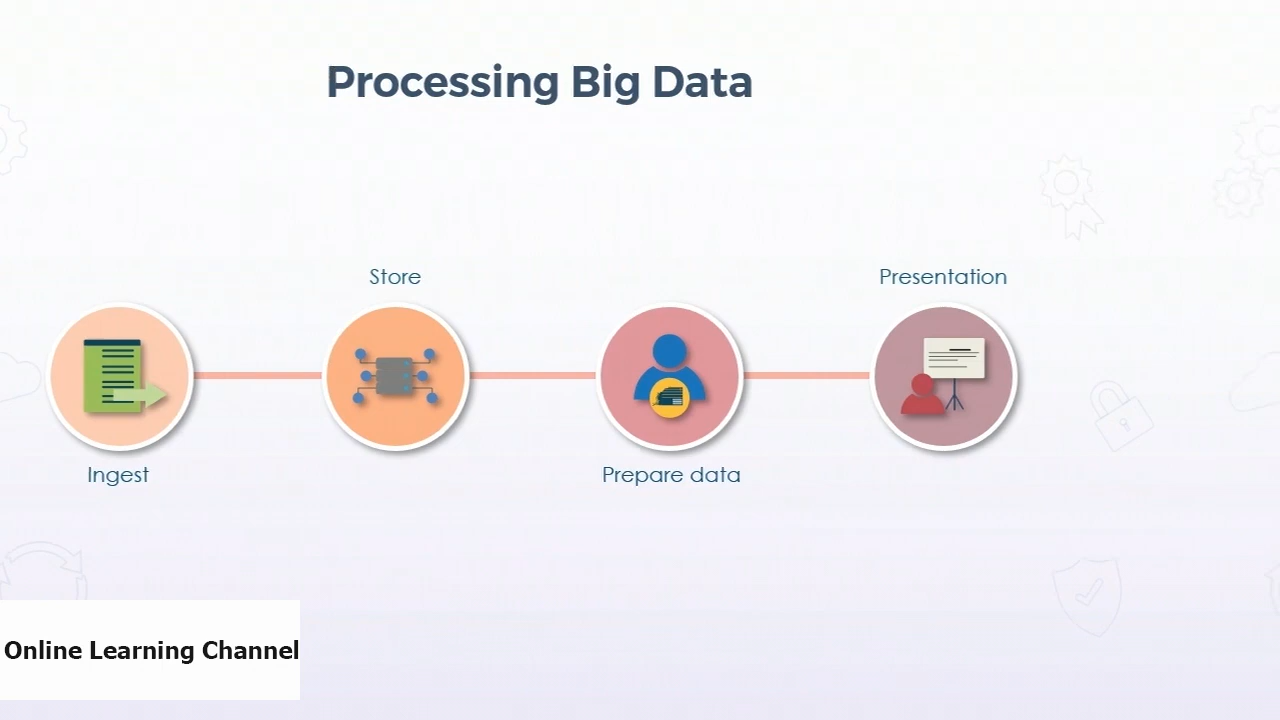 Processing Big Data
Store
Presentation
Ingest
Prepare data
Online Learning Channel